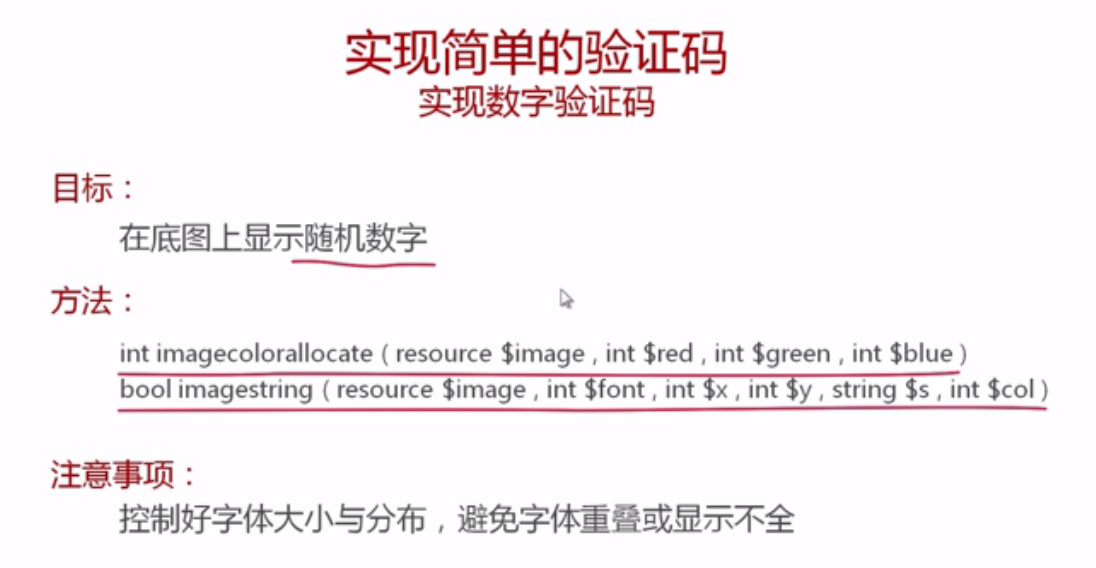 实现简单的验证码
实现数字验证码
目标：
在底图上显示随机数字
方法：
int imagecolorallocate ( resource $image , int $red , int $green , int $blue )
bool imagestring ( resource $image , int $font , int $x , int $y , string $s , int $col )
注意事项：
控制好字体大小与分布，避免字体重叠或显示不全